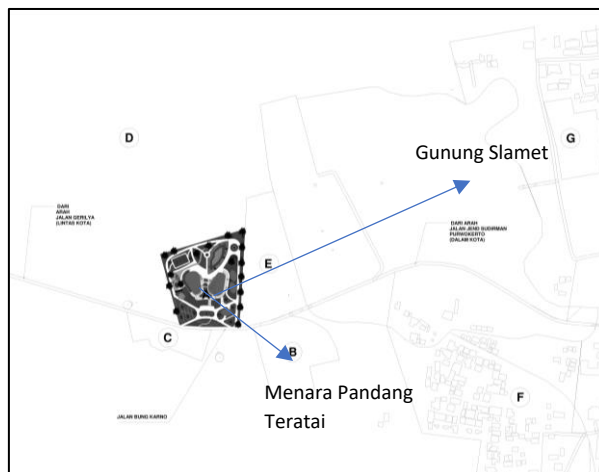 D
G
Gunung Slamet
DARI
ARAH
JALAN GERILYA
(LINTAS KOTA)
DARI ARAH
JALAN JEND SUDIRMAN
PURWOKERTO
(DALAM KOTA)
E
C
B
Menara Pandang
Teratai
F
JALAN BUNG KARNO